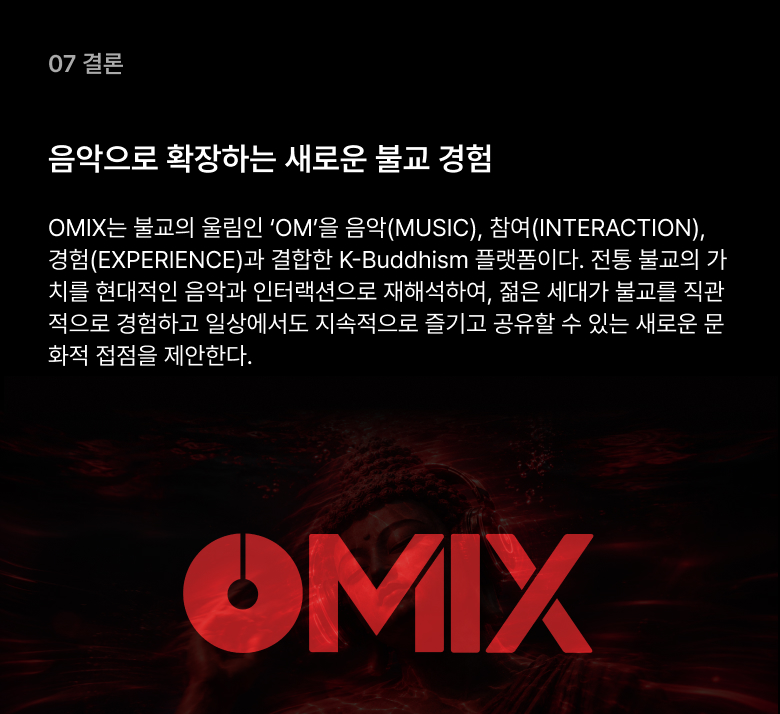 07 결론
음악으로 확장하는 새로운 불교 경험
OMIX는 불교의 울림인 ‘OM’을 음악(MUSIC), 참여(INTERACTION),
경험(EXPERIENCE)과 결합한 K-Buddhism 플랫폼이다. 전통 불교의 가
치를 현대적인 음악과 인터랙션으로 재해석하여, 젊은 세대가 불교를 직관
적으로 경험하고 일상에서도 지속적으로 즐기고 공유할 수 있는 새로운 문
화적 접점을 제안한다.
OMIX